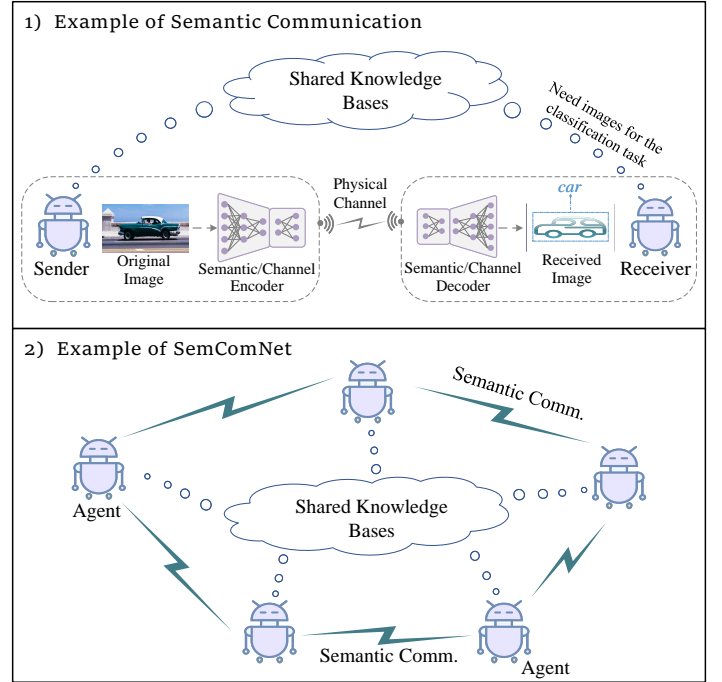 1) Example of Semantic Communication
Shared Knowledge
Bases
Need images for the
classification task
Physical
Channel
car
Sender
Original
Image
Semantic/Channel
Encoder
Semantic/Channel
Decoder
Received
Image
Receiver
2) Example of SemComNet
Semantic Comm.
Agent
Shared Knowledge
Bases
Semantic Comm.
Agent